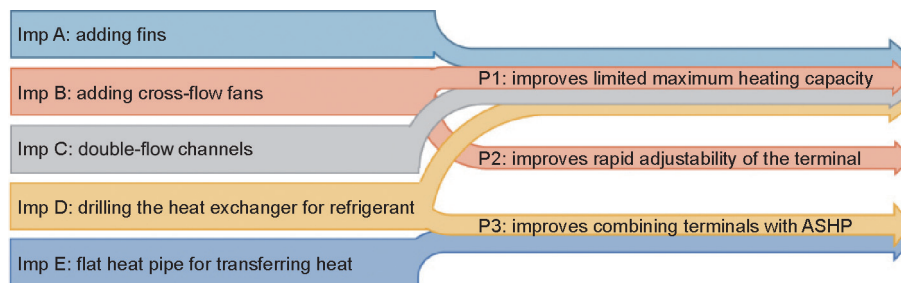 Imp A: adding fins
Imp B: adding cross-flow fans
Imp C: double-flow channels
Imp D: drilling the heat exchanger for refrigerant
Imp E: flat heat pipe for transferring heat
P1: improves limited maximum heating capacity
P2: improves rapid adjustability of the terminal
P3: improves combining terminals with ASHP